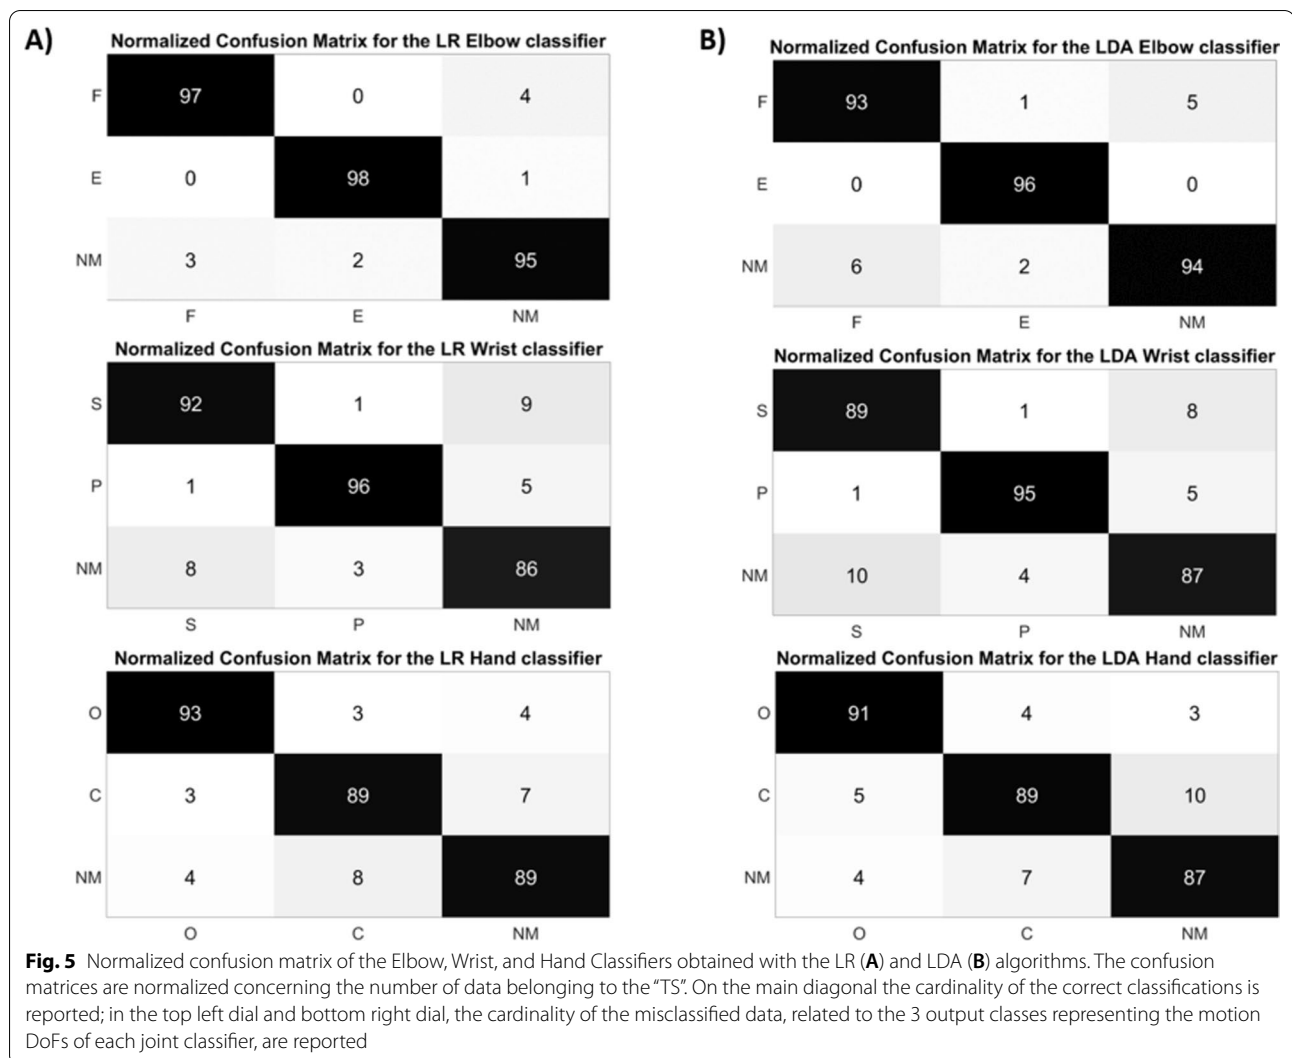 A)
Normalized Confusion Matrix for the LR Elbow classifier
F 97 0 4
E 0 98 1
NM 3 2 95
F E NM
Normalized Confusion Matrix for the LR Wrist classifier
S 92 1 9
P 1 96 5
NM 8 3 86
S P NM
Normalized Confusion Matrix for the LR Hand classifier
O 93 3 4
C 3 89 7
NM 4 8 89
O C NM
B)
Normalized Confusion Matrix for the LDA Elbow classifier
F 93 1 5
E 0 96 0
NM 6 2 94
F E NM
Normalized Confusion Matrix for the LDA Wrist classifier
S 89 1 8
P 1 95 5
NM 10 4 87
S P NM
Normalized Confusion Matrix for the LDA Hand classifier
O 91 4 3
C 5 89 10
NM 4 7 87
O C NM
Fig. 5 Normalized confusion matrix of the Elbow, Wrist, and Hand Classifiers obtained with the LR (A) and LDA (B) algorithms. The confusion
matrices are normalized concerning the number of data belonging to the “TS”. On the main diagonal the cardinality of the correct classifications is
reported; in the top left dial and bottom right dial, the cardinality of the misclassified data, related to the 3 output classes representing the motion
DoFs of each joint classifier, are reported